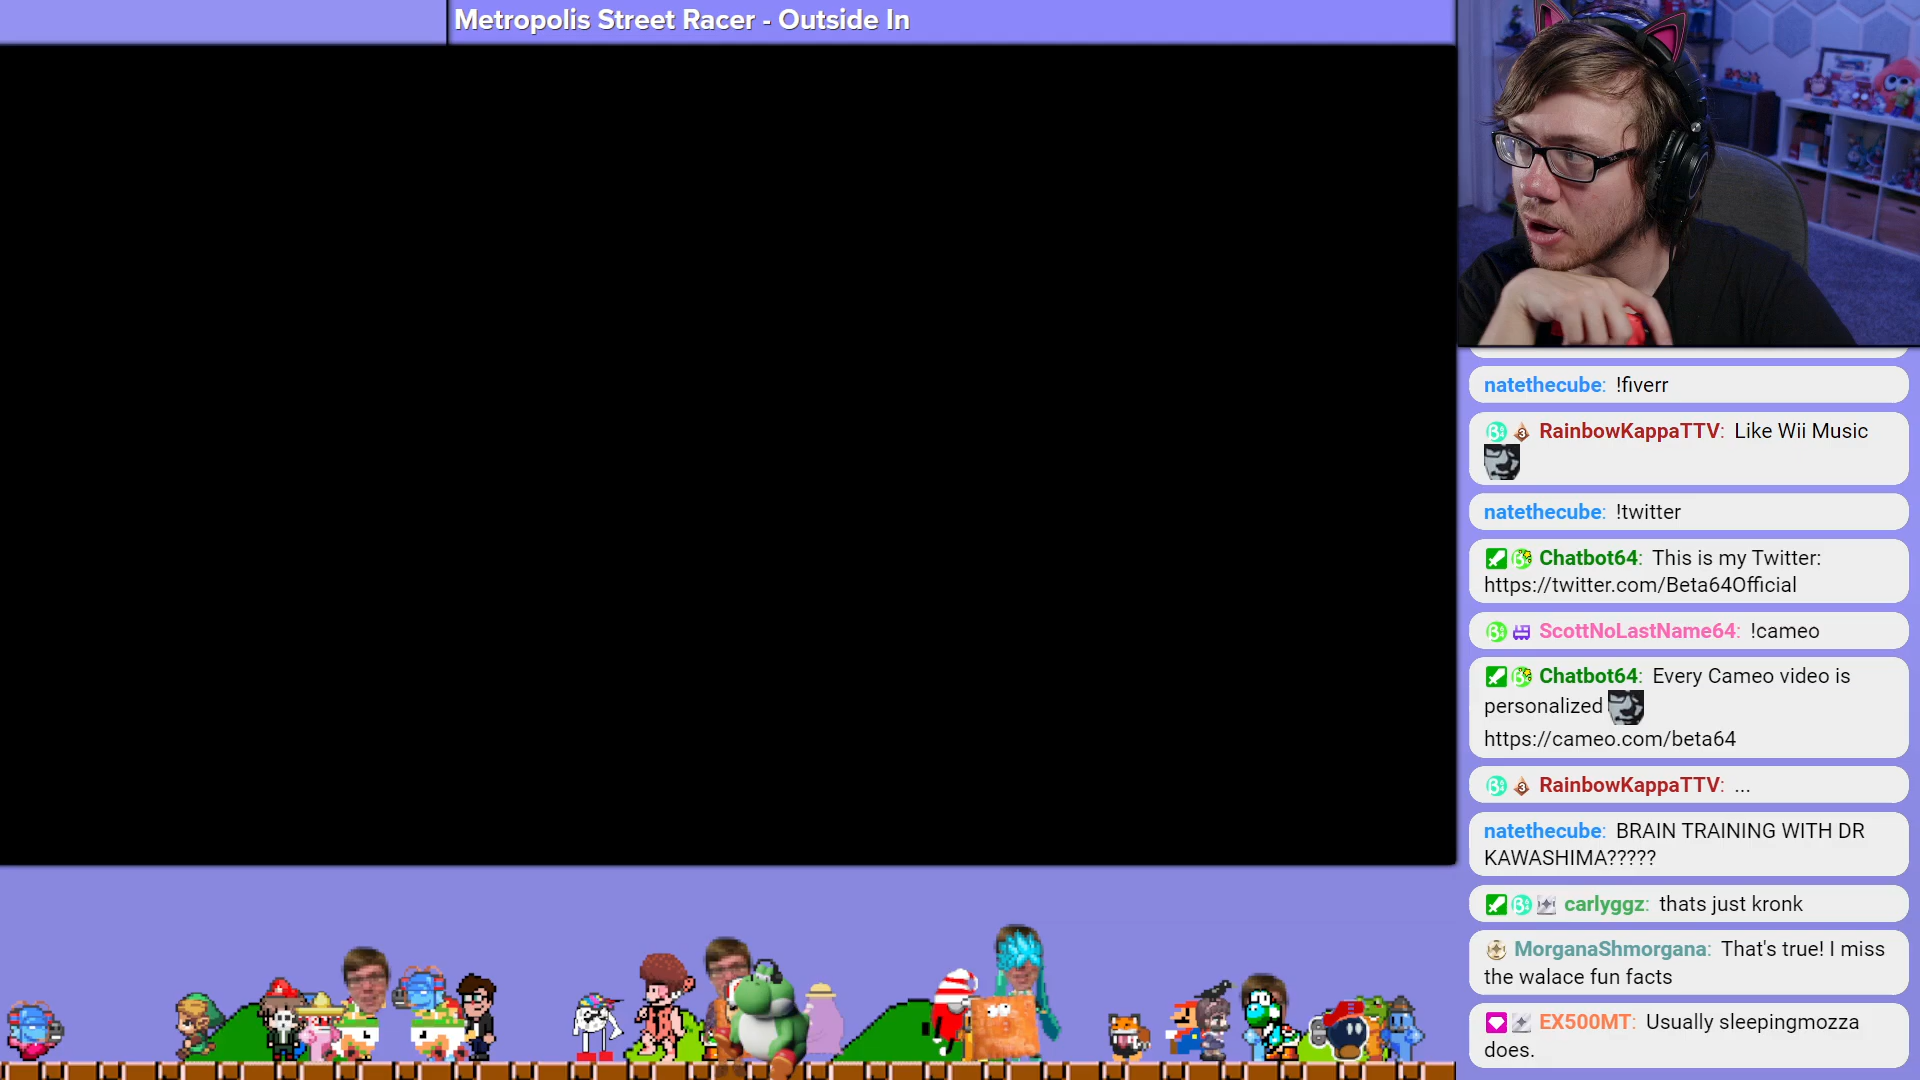 Metropolis Street Racer - Outside In
natethecube: !fiverr
RainbowKappaTTV: Like Wii Music
natethecube: !twitter
Chatbot64: This is my Twitter:
https://twitter.com/Beta64Official
ScottNoLastName64: !cameo
Chatbot64: Every Cameo video is
personalized
https://cameo.com/beta64
RainbowKappaTTV: ...
natethecube: BRAIN TRAINING WITH DR
KAWASHIMA?????
carlyggz: thats just kronk
MorganaShmorgana: That's true! I miss
the walace fun facts
EX500MT: Usually sleepingmozza
does.